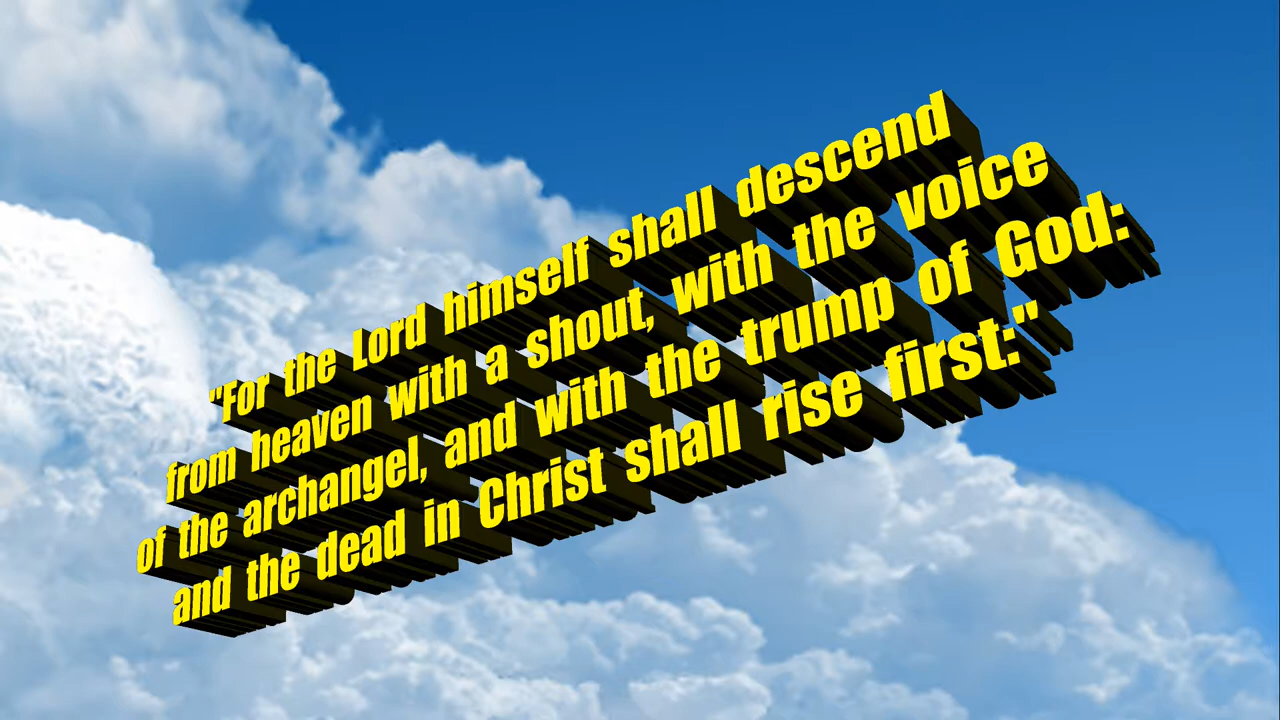 "For the Lord himself shall descend
from heaven with a shout, with the voice
of the archangel, and with the trump of God:
and the dead in Christ shall rise first:"